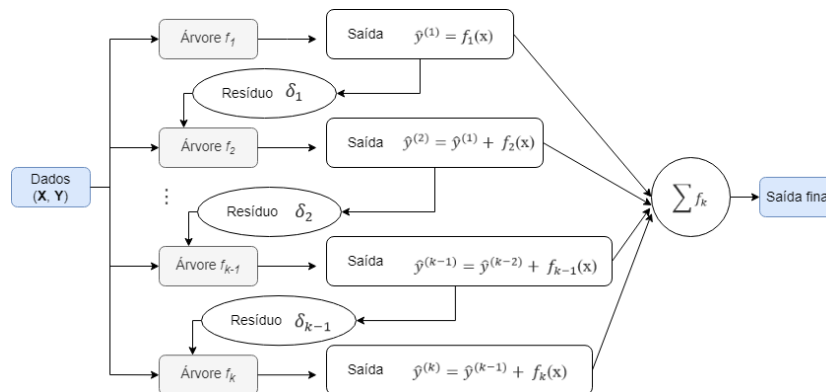 Árvore f₁
Saída ŷ⁽¹⁾ = f₁(x)
Resíduo δ₁
Árvore f₂
Saída ŷ⁽²⁾ = ŷ⁽¹⁾ + f₂(x)
Dados
(X, Y)
⋮
Resíduo δ₂
∑ fₖ
Saída final
Árvore fₖ₋₁
Saída ŷ⁽ᵏ⁻¹⁾ = ŷ⁽ᵏ⁻²⁾ + fₖ₋₁(x)
Resíduo δₖ₋₁
Árvore fₖ
Saída ŷ⁽ᵏ⁾ = ŷ⁽ᵏ⁻¹⁾ + fₖ(x)